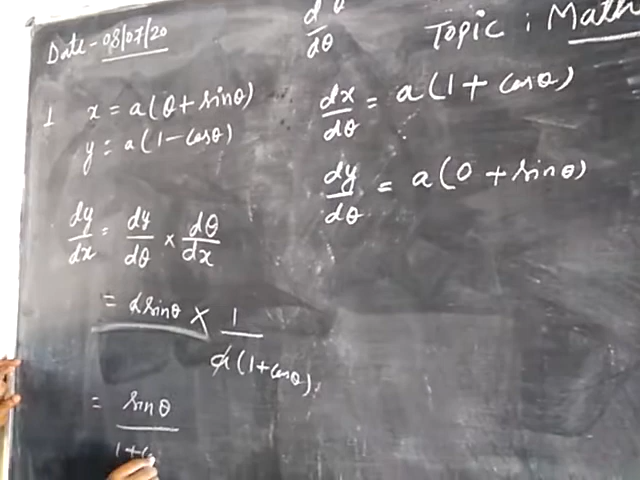 Date - 08/07/20
Topic : Math
d
dθ
1 x = a(θ + sinθ)
y = a(1 - cosθ)
dx/dθ = a(1 + cosθ)
dy/dθ = a(0 + sinθ)
dy/dx = dy/dθ × dθ/dx
= a sinθ × 1/a(1+cosθ)
= sinθ/1+c